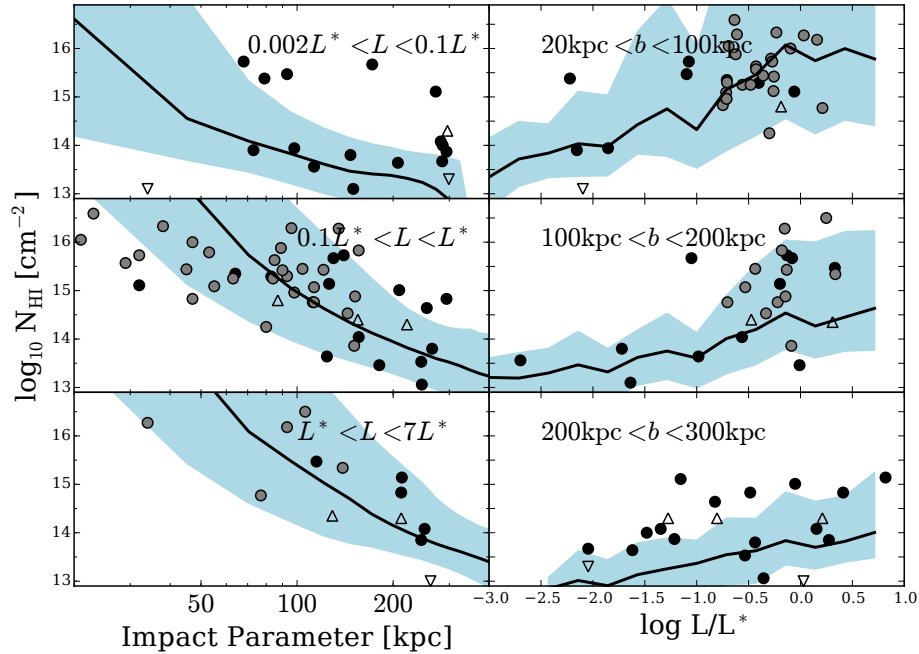 0.002L* < L < 0.1L*
20kpc < b < 100kpc
16
15
14
13
0.1L* < L < L*
100kpc < b < 200kpc
16
15
14
13
L* < L < 7L*
200kpc < b < 300kpc
16
15
14
13
log₁₀ N_HI [cm⁻²]
50 100 200
-3.0 -2.5 -2.0 -1.5 -1.0 -0.5 0.0 0.5 1.0
Impact Parameter [kpc]
log L/L*